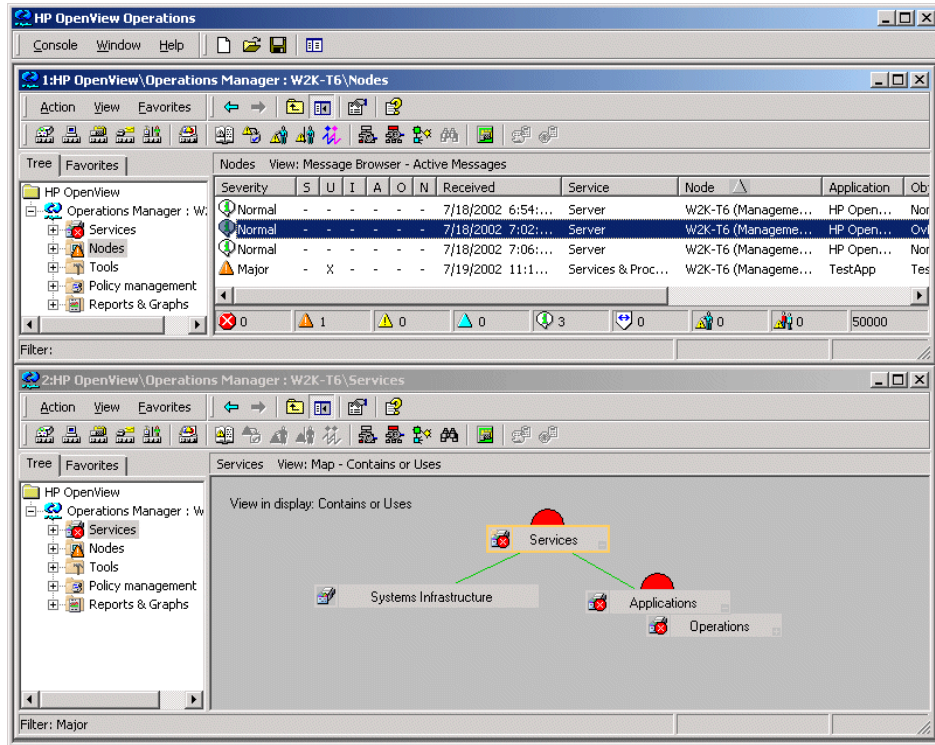 HP OpenView Operations
Console Window Help
1:HP OpenView\Operations Manager : W2K-T6\Nodes
Action View Favorites
Tree Favorites
Nodes View: Message Browser - Active Messages
HP OpenView
Operations Manager : W
Services
Nodes
Tools
Policy management
Reports & Graphs
Severity S U I A O N Received Service Node Application Ob
Normal - - - - - - 7/18/2002 6:54:... Server W2K-T6 (Manageme... HP Open... Nor
Normal - - - - - - 7/18/2002 7:02:... Server W2K-T6 (Manageme... HP Open... Ov
Normal - - - - - - 7/18/2002 7:06:... Server W2K-T6 (Manageme... HP Open... Nor
Major - X - - - - 7/19/2002 11:1... Services & Proc... W2K-T6 (Manageme... TestApp Tes
0 1 0 0 3 0 0 0 50000
Filter:
2:HP OpenView\Operations Manager : W2K-T6\Services
Action View Favorites
Tree Favorites
Services View: Map - Contains or Uses
HP OpenView
Operations Manager : W
Services
Nodes
Tools
Policy management
Reports & Graphs
View in display: Contains or Uses
Services
Systems Infrastructure
Applications
Operations
Filter: Major